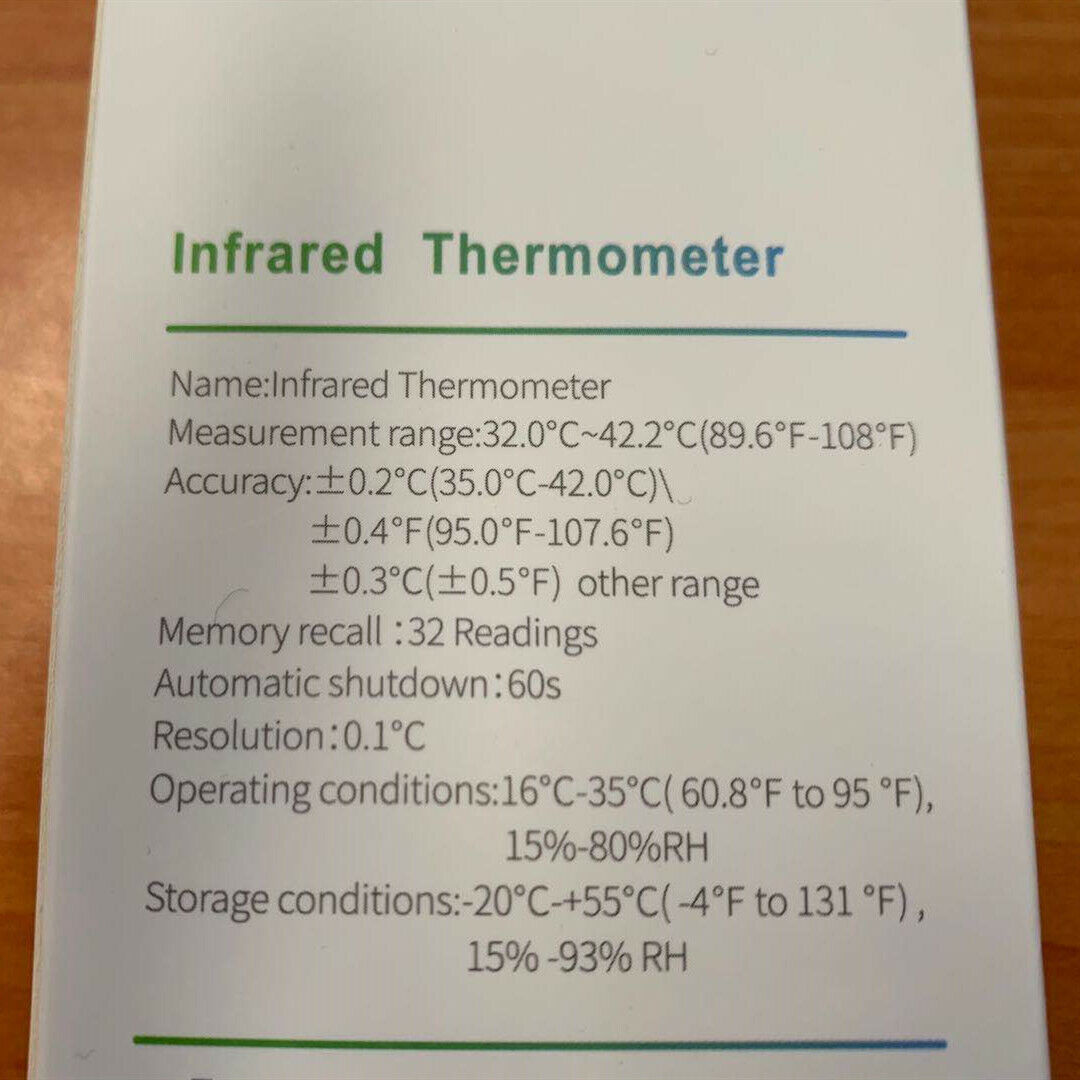 Infrared Thermometer
Name:Infrared Thermometer
Measurement range:32.0°C~42.2°C(89.6°F-108°F)
Accuracy:±0.2°C(35.0°C-42.0°C)\
±0.4°F(95.0°F-107.6°F)
±0.3°C(±0.5°F) other range
Memory recall :32 Readings
Automatic shutdown:60s
Resolution:0.1°C
Operating conditions:16°C-35°C( 60.8°F to 95 °F),
15%-80%RH
Storage conditions:-20°C-+55°C( -4°F to 131 °F) ,
15% -93% RH